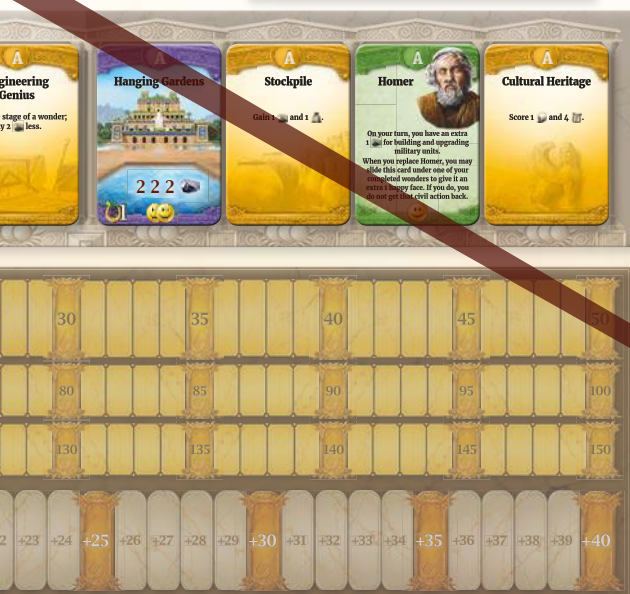 A A A A A
gineering
Genius
stage of a wonder;
y 2 less.
Hanging Gardens
2 2 2
1
Stockpile
Gain 1 and 1 .
Homer
On your turn, you have an extra
1 for building and upgrading
military units.
When you replace Homer, you may
slide this card under one of your
completed wonders to give it an
extra 1 happy face. If you do, you
do not get that civil action back.
Cultural Heritage
Score 1 and 4 .
30 35 40 45 50
80 85 90 95 100
130 135 140 145 150
2 +23 +24 +25 +26 +27 +28 +29 +30 +31 +32 +33 +34 +35 +36 +37 +38 +39 +40